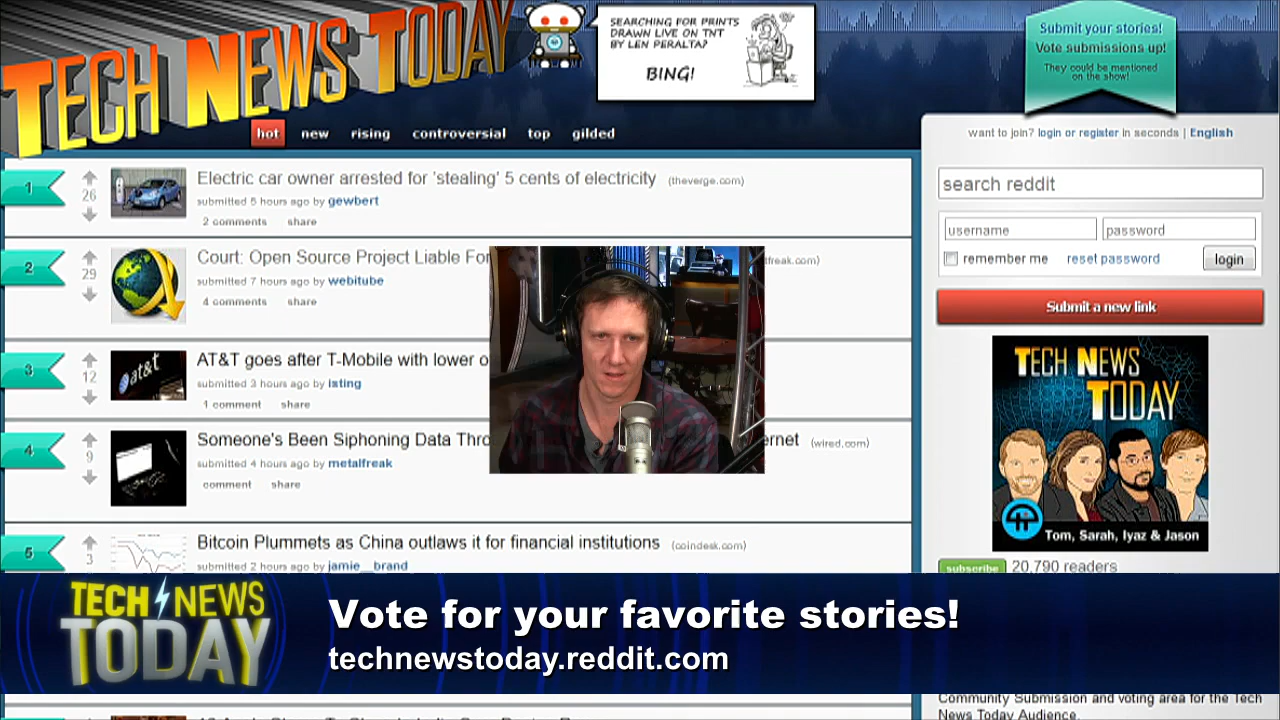 TECH NEWS TODAY
SEARCHING FOR PRINTS
DRAWN LIVE ON TNT
BY LEN PERALTA?
BING!
Submit your stories!
Vote submissions up!
They could be mentioned
on the show!
hot new rising controversial top gilded
want to join? login or register in seconds | English
search reddit
username password
remember me reset password login
Submit a new link
1
26
Electric car owner arrested for 'stealing' 5 cents of electricity (theverge.com)
submitted 5 hours ago by gewbert
2 comments share
2
29
Court: Open Source Project Liable For
freak.com)
submitted 7 hours ago by webitube
4 comments share
3
12
at&t
AT&T goes after T-Mobile with lower
submitted 3 hours ago by isting
1 comment share
4
9
Someone's Been Siphoning Data Thro
ernet (wired.com)
submitted 4 hours ago by metalfreak
comment share
5
3
Bitcoin Plummets as China outlaws it for financial institutions (coindesk.com)
submitted 2 hours ago by jamie__brand
TECH NEWS
TODAY
Tom, Sarah, Iyaz & Jason
subscribe 20,790 readers
TECH NEWS
TODAY
Vote for your favorite stories!
technewstoday.reddit.com
Community Submission and voting area for the Tech
News Today Audience.